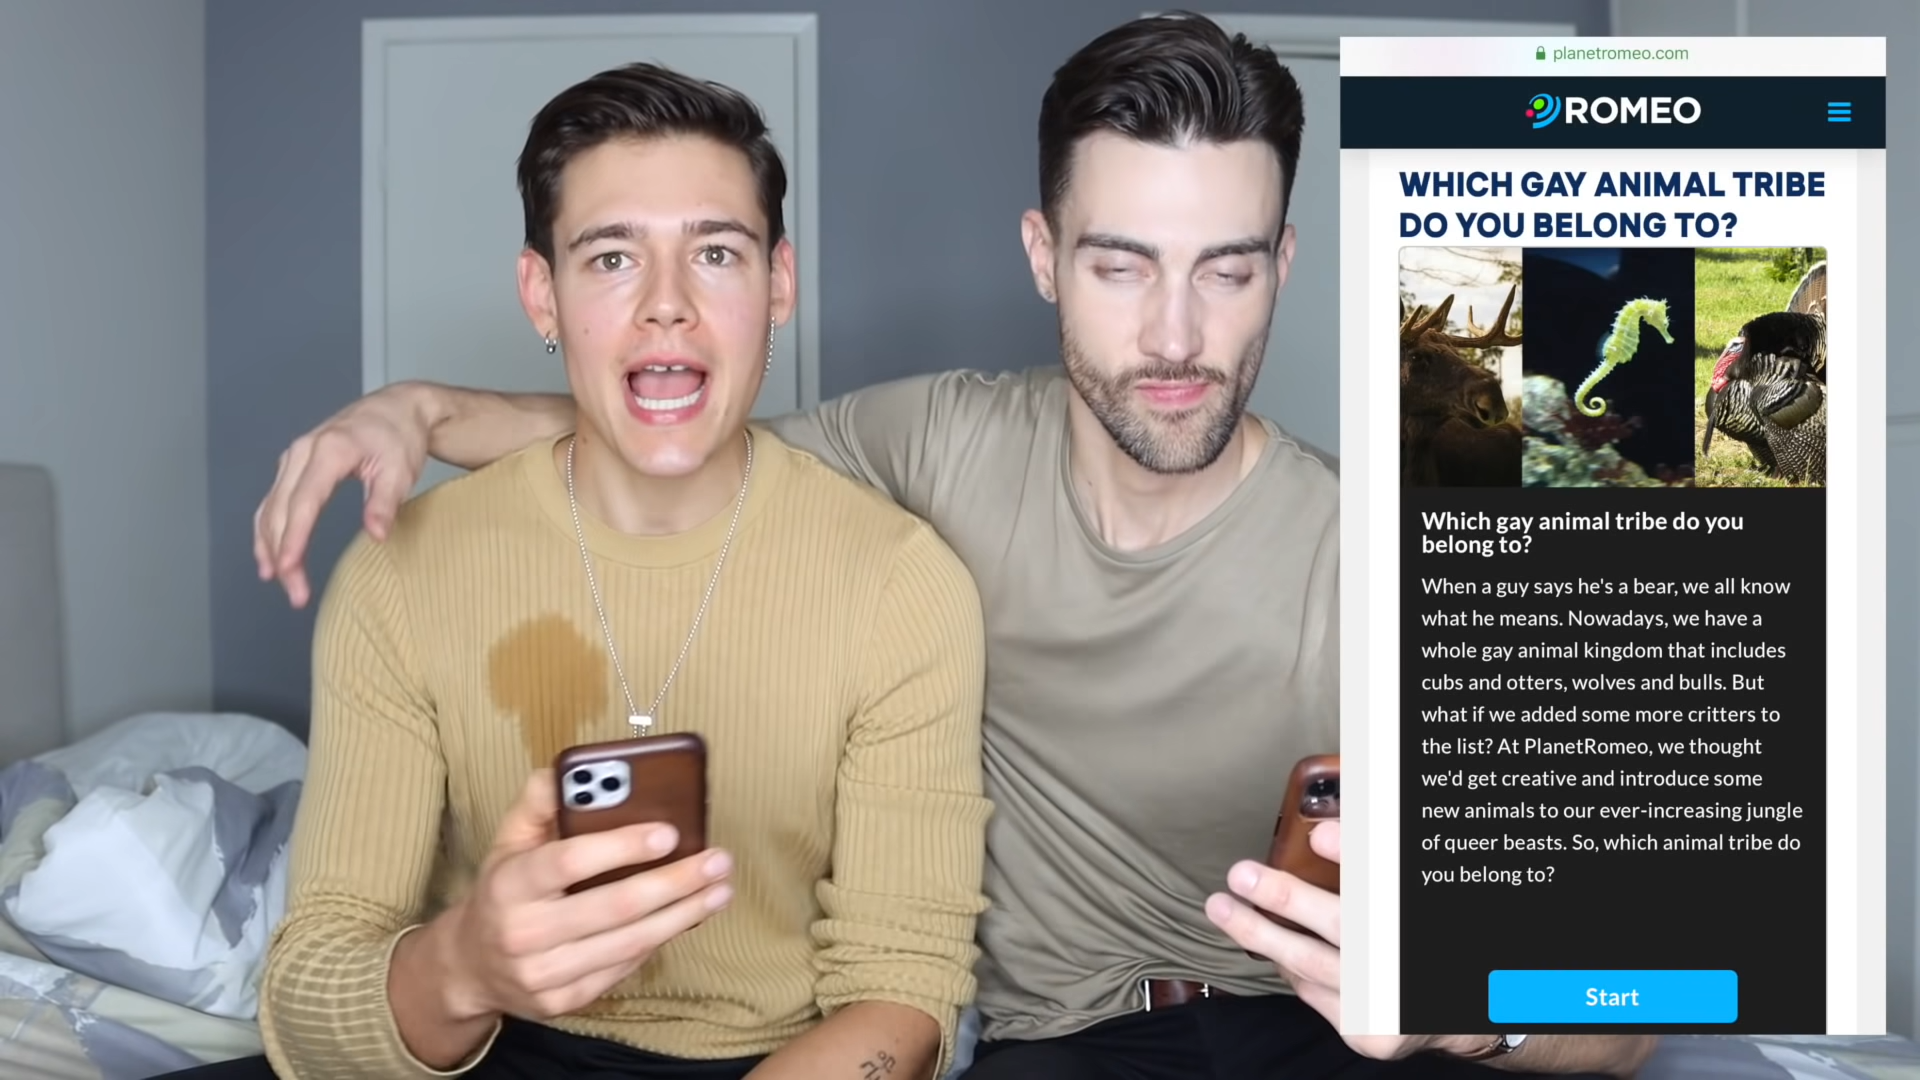 planetromeo.com
ROMEO
WHICH GAY ANIMAL TRIBE
DO YOU BELONG TO?
Which gay animal tribe do you
belong to?
When a guy says he's a bear, we all know
what he means. Nowadays, we have a
whole gay animal kingdom that includes
cubs and otters, wolves and bulls. But
what if we added some more critters to
the list? At PlanetRomeo, we thought
we'd get creative and introduce some
new animals to our ever-increasing jungle
of queer beasts. So, which animal tribe do
you belong to?
Start